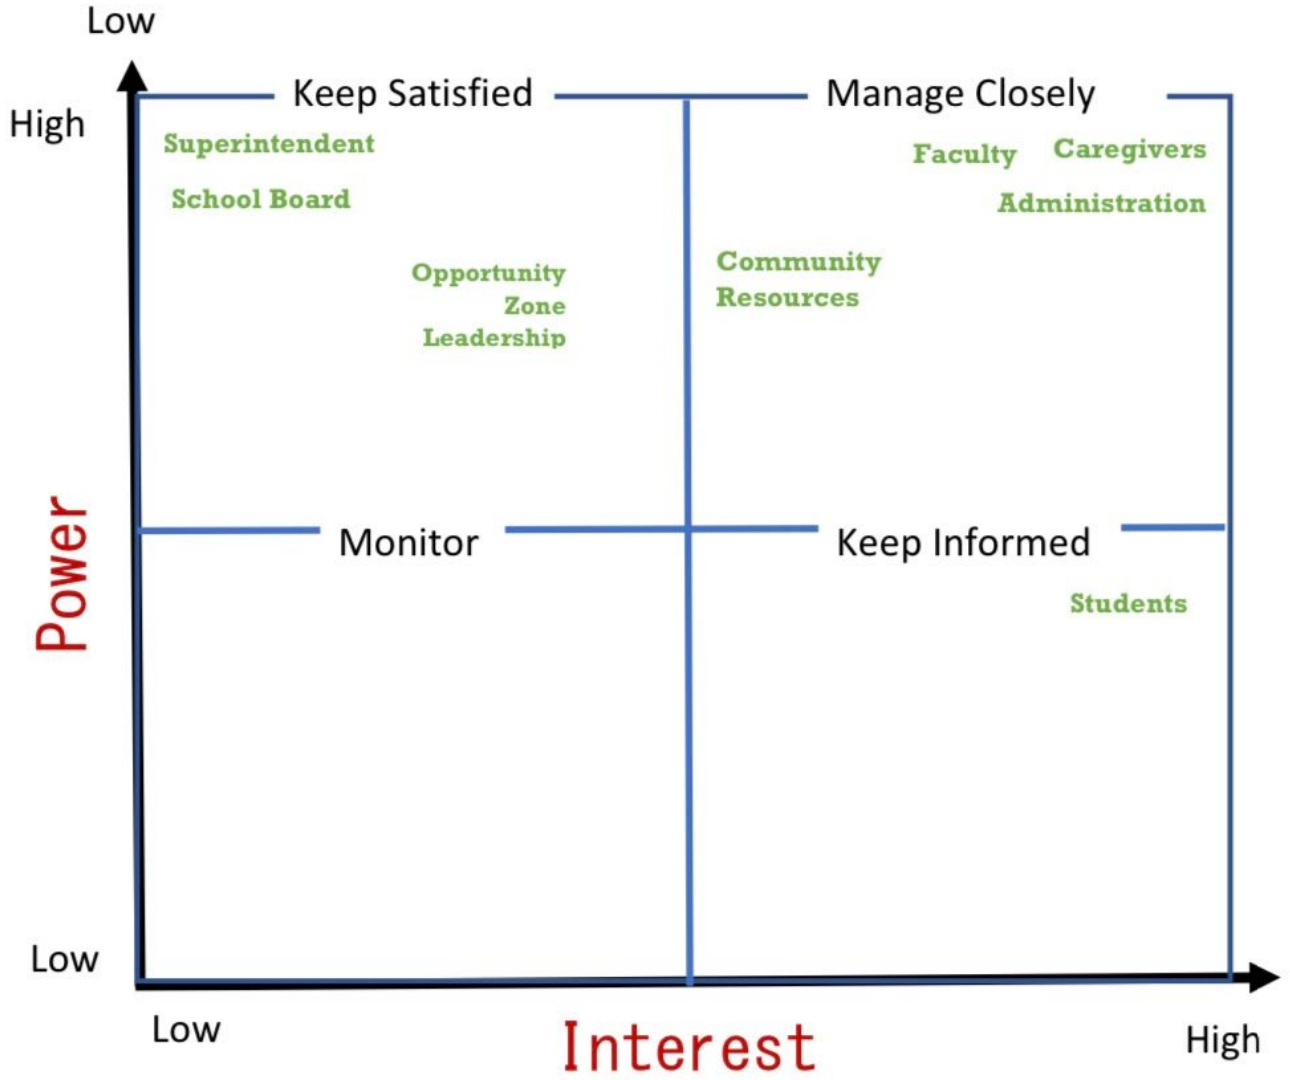 Low
High
Keep Satisfied
Manage Closely
Superintendent
School Board
Opportunity
Zone
Leadership
Faculty
Caregivers
Administration
Community
Resources
Power
Monitor
Keep Informed
Students
Low
Low
Interest
High